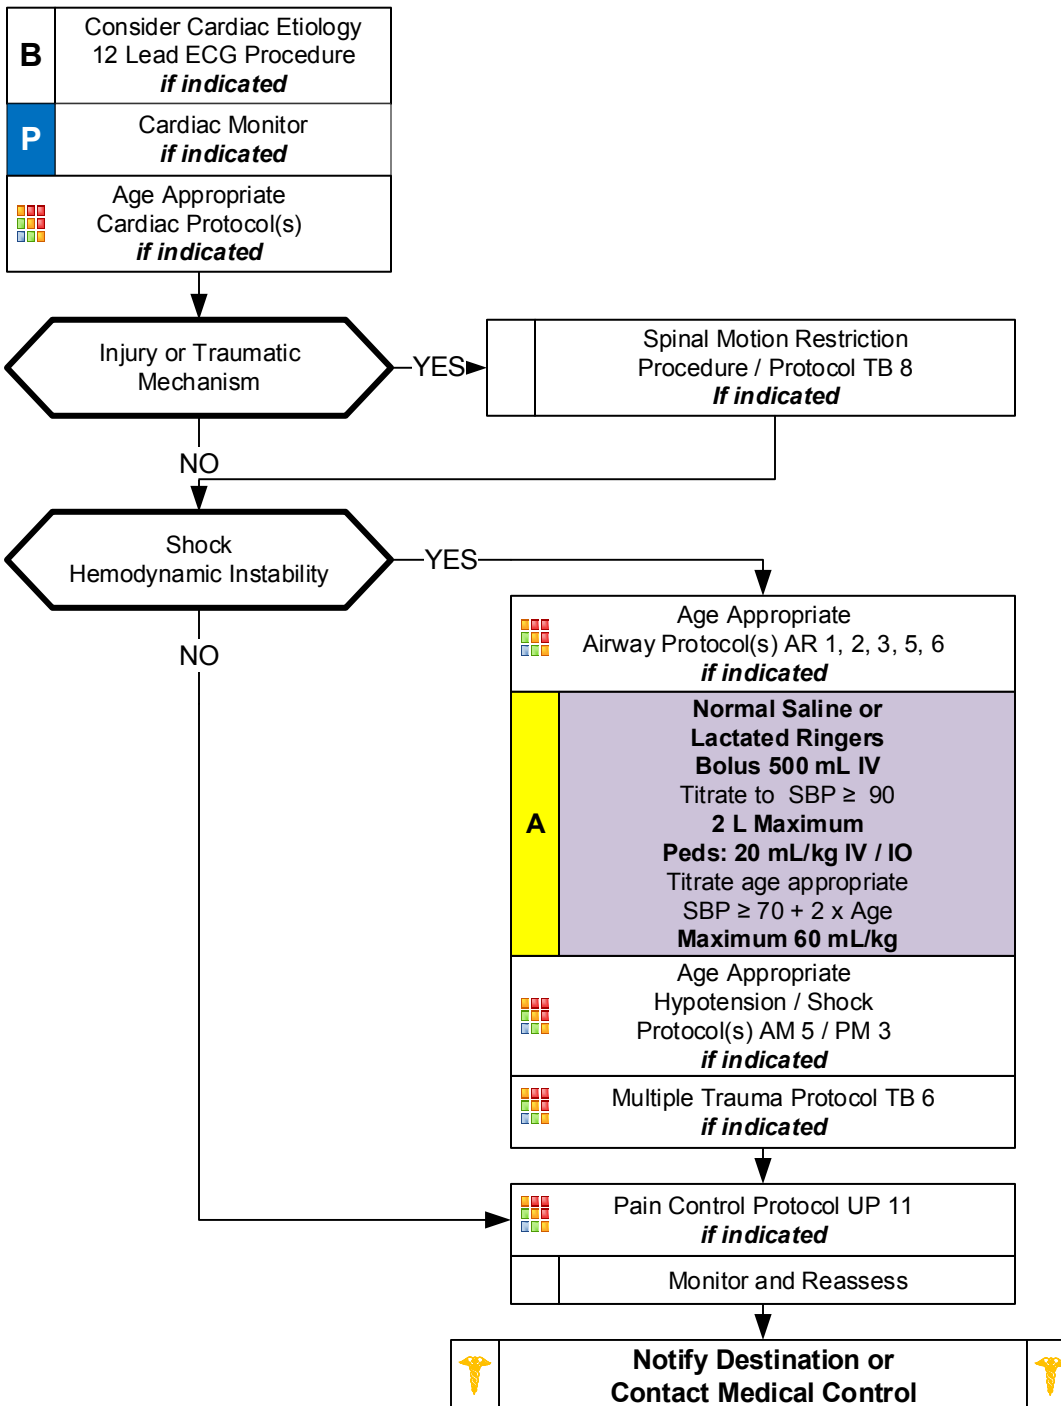 B
Consider Cardiac Etiology
12 Lead ECG Procedure
if indicated
P
Cardiac Monitor
if indicated
Age Appropriate
Cardiac Protocol(s)
if indicated
Injury or Traumatic
Mechanism
YES
Spinal Motion Restriction
Procedure / Protocol TB 8
If indicated
NO
Shock
Hemodynamic Instability
YES
NO
Age Appropriate
Airway Protocol(s) AR 1, 2, 3, 5, 6
if indicated
A
Normal Saline or
Lactated Ringers
Bolus 500 mL IV
Titrate to SBP ≥ 90
2 L Maximum
Peds: 20 mL/kg IV / IO
Titrate age appropriate
SBP ≥ 70 + 2 x Age
Maximum 60 mL/kg
Age Appropriate
Hypotension / Shock
Protocol(s) AM 5 / PM 3
if indicated
Multiple Trauma Protocol TB 6
if indicated
Pain Control Protocol UP 11
if indicated
Monitor and Reassess
Notify Destination or
Contact Medical Control